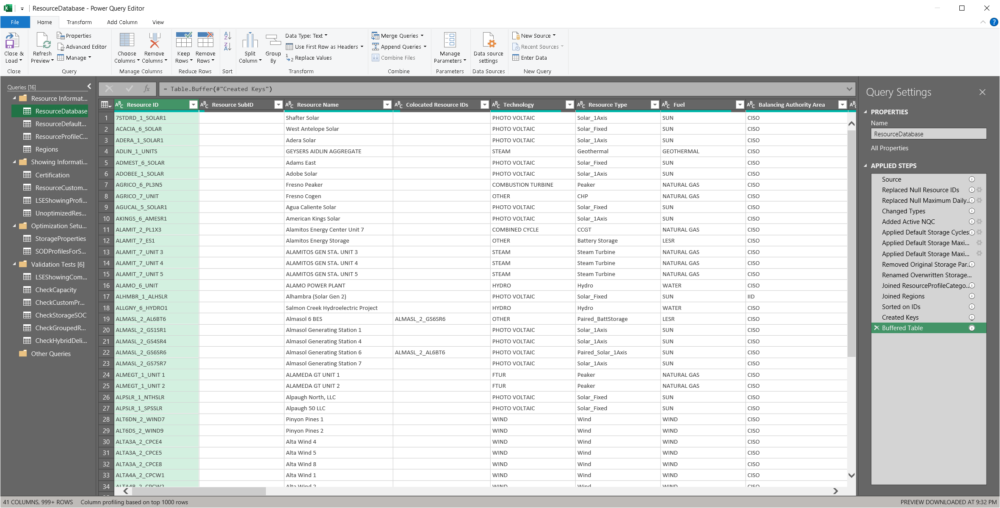 ResourceDatabase - Power Query Editor
File Home Transform Add Column View
Close & Load
Close
Refresh Preview
Properties
Advanced Editor
Manage
Query
Choose Columns
Remove Columns
Manage Columns
Keep Rows
Remove Rows
Reduce Rows
Sort
Split Column
Group By
Data Type: Text
Use First Row as Headers
Replace Values
Transform
Merge Queries
Append Queries
Combine Files
Combine
Manage Parameters
Parameters
Data source settings
Data Sources
New Source
Recent Sources
Enter Data
New Query
Queries [16]
Resource Informat...
ResourceDatabase
ResourceDefault...
ResourceProfileC...
Regions
Showing Informati...
Certification
ResourceCustom...
LSEShowingProfi...
UnoptimizedRes...
Optimization Setu...
StorageProperties
SODProfilesForS...
Validation Tests [6]
LSEShowingCom...
CheckCapacity
CheckCustomPr...
CheckStorageSOC
CheckGroupedR...
CheckHybridDeli...
Other Queries
fx = Table.Buffer(#"Created Keys")
Resource ID Resource SubID Resource Name Colocated Resource IDs Technology Resource Type Fuel Balancing Authority Area
1 7STDRD_1_SOLAR1 Shafter Solar PHOTO VOLTAIC Solar_1Axis SUN CISO
2 ACACIA_6_SOLAR West Antelope Solar PHOTO VOLTAIC Solar_Fixed SUN CISO
3 ADERA_1_SOLAR1 Adera Solar PHOTO VOLTAIC Solar_1Axis SUN CISO
4 ADLIN_1_UNITS GEYSERS AIDLIN AGGREGATE STEAM Geothermal GEOTHERMAL CISO
5 ADMEST_6_SOLAR Adams East PHOTO VOLTAIC Solar_Fixed SUN CISO
6 ADOBEE_1_SOLAR Adobe Solar PHOTO VOLTAIC Solar_1Axis SUN CISO
7 AGRICO_6_PL3N5 Fresno Peaker COMBUSTION TURBINE Peaker NATURAL GAS CISO
8 AGRICO_7_UNIT Fresno Cogen OTHER CHP NATURAL GAS CISO
9 AGUCAL_5_SOLAR1 Agua Caliente Solar PHOTO VOLTAIC Solar_Fixed SUN CISO
10 AKINGS_6_AMESR1 American Kings Solar PHOTO VOLTAIC Solar_1Axis SUN CISO
11 ALAMIT_2_PL1X3 Alamitos Energy Center Unit 7 COMBINED CYCLE CCGT NATURAL GAS CISO
12 ALAMIT_7_ES1 Alamitos Energy Storage OTHER Battery Storage LESR CISO
13 ALAMIT_7_UNIT 3 ALAMITOS GEN STA. UNIT 3 STEAM Steam Turbine NATURAL GAS CISO
14 ALAMIT_7_UNIT 4 ALAMITOS GEN STA. UNIT 4 STEAM Steam Turbine NATURAL GAS CISO
15 ALAMIT_7_UNIT 5 ALAMITOS GEN STA. UNIT 5 STEAM Steam Turbine NATURAL GAS CISO
16 ALAMO_6_UNIT ALAMO POWER PLANT HYDRO Hydro WATER CISO
17 ALHMBR_1_ALHSLR Alhambra (Solar Gen 2) PHOTO VOLTAIC Solar_Fixed SUN IID
18 ALLGNY_6_HYDRO1 Salmon Creek Hydroelectric Project HYDRO Hydro WATER CISO
19 ALMASL_2_AL6BT6 Almasol 6 BES ALMASL_2_GS6SR6 OTHER Paired_BattStorage LESR CISO
20 ALMASL_2_GS1SR1 Almasol Generating Station 1 PHOTO VOLTAIC Solar_1Axis SUN CISO
21 ALMASL_2_GS4SR4 Almasol Generating Station 4 PHOTO VOLTAIC Solar_1Axis SUN CISO
22 ALMASL_2_GS6SR6 Almasol Generating Station 6 ALMASL_2_AL6BT6 PHOTO VOLTAIC Paired_Solar_1Axis SUN CISO
23 ALMASL_2_GS7SR7 Almasol Generating Station 7 PHOTO VOLTAIC Solar_1Axis SUN CISO
24 ALMEGT_1_UNIT 1 ALAMEDA GT UNIT 1 FTUR Peaker NATURAL GAS CISO
25 ALMEGT_1_UNIT 2 ALAMEDA GT UNIT 2 FTUR Peaker NATURAL GAS CISO
26 ALPSLR_1_NTHSLR Alpaugh North, LLC PHOTO VOLTAIC Solar_Fixed SUN CISO
27 ALPSLR_1_SPSSLR Alpaugh 50 LLC PHOTO VOLTAIC Solar_Fixed SUN CISO
28 ALT6DN_2_WIND7 Pinyon Pines 1 WIND Wind WIND CISO
29 ALT6DS_2_WIND9 Pinyon Pines 2 WIND Wind WIND CISO
30 ALTA3A_2_CPCE4 Alta Wind 4 WIND Wind WIND CISO
31 ALTA3A_2_CPCE5 Alta Wind 5 WIND Wind WIND CISO
32 ALTA3A_2_CPCE8 Alta Wind 8 WIND Wind WIND CISO
33 ALTA4A_2_CPCW1 Alta Wind 1 WIND Wind WIND CISO
34 ALTA4B_2_CPCW2 Alta Wind 2 WIND Wind WIND CISO
Query Settings
PROPERTIES
Name
ResourceDatabase
All Properties
APPLIED STEPS
Source
Replaced Null Resource IDs
Replaced Null Maximum Daily...
Changed Types
Added Active NQC
Applied Default Storage Cycles
Applied Default Storage Maxi...
Applied Default Storage Maxi...
Removed Original Storage Par...
Renamed Overwritten Storage...
Joined ResourceProfileCatego...
Joined Regions
Sorted on IDs
Created Keys
Buffered Table
41 COLUMNS, 999+ ROWS Column profiling based on top 1000 rows PREVIEW DOWNLOADED AT 9:32 PM